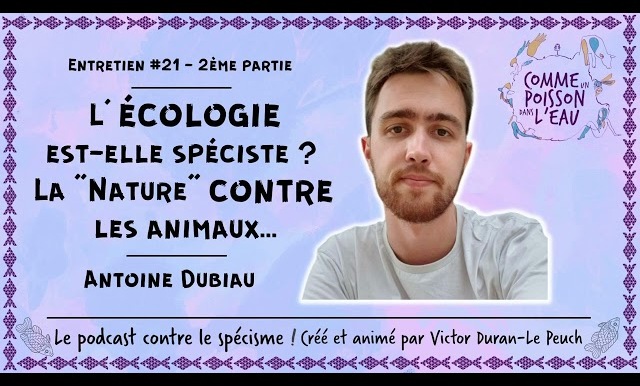 ENTRETIEN #21 - 2ÈME PARTIE
L'ÉCOLOGIE
EST-ELLE SPÉCISTE ?
LA "NATURE" CONTRE
LES ANIMAUX...
ANTOINE DUBIAU
COMME UN
POISSON
DANS L'EAU
Le podcast contre le spécisme ! Créé et animé par Victor Duran-Le Peuch